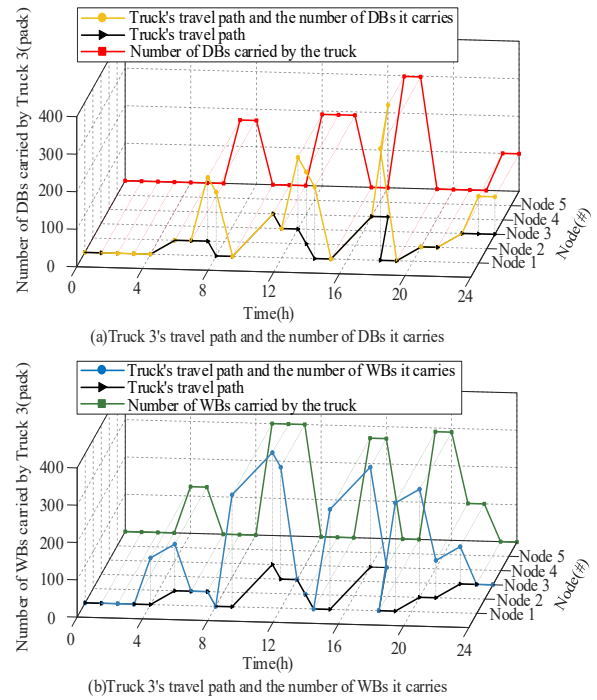 Truck's travel path and the number of DBs it carries
Truck's travel path
Number of DBs carried by the truck
Number of DBs carried by Truck 3(pack)
400
300
200
100
0
0
4
8
12
16
20
24
Time(h)
Node 5
Node 4
Node 3
Node 2
Node 1
Node(#)
(a)Truck 3's travel path and the number of DBs it carries
Truck's travel path and the number of WBs it carries
Truck's travel path
Number of WBs carried by the truck
Number of WBs carried by Truck 3(pack)
400
300
200
100
0
0
4
8
12
16
20
24
Time(h)
Node 5
Node 4
Node 3
Node 2
Node 1
Node(#)
(b)Truck 3's travel path and the number of WBs it carries